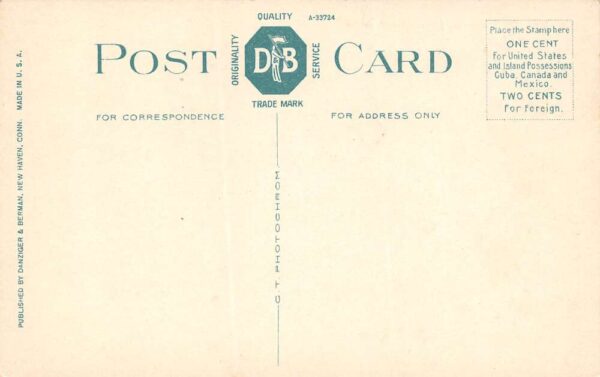 QUALITY
A-33724
POST CARD
ORIGINALITY
D B
SERVICE
TRADE MARK
Place the Stamp here
ONE CENT
For United States
and Island Possessions
Cuba, Canada and
Mexico.
TWO CENTS
For Foreign.
FOR CORRESPONDENCE
FOR ADDRESS ONLY
PUBLISHED BY DANZIGER & BERMAN, NEW HAVEN, CONN. MADE IN U. S. A.